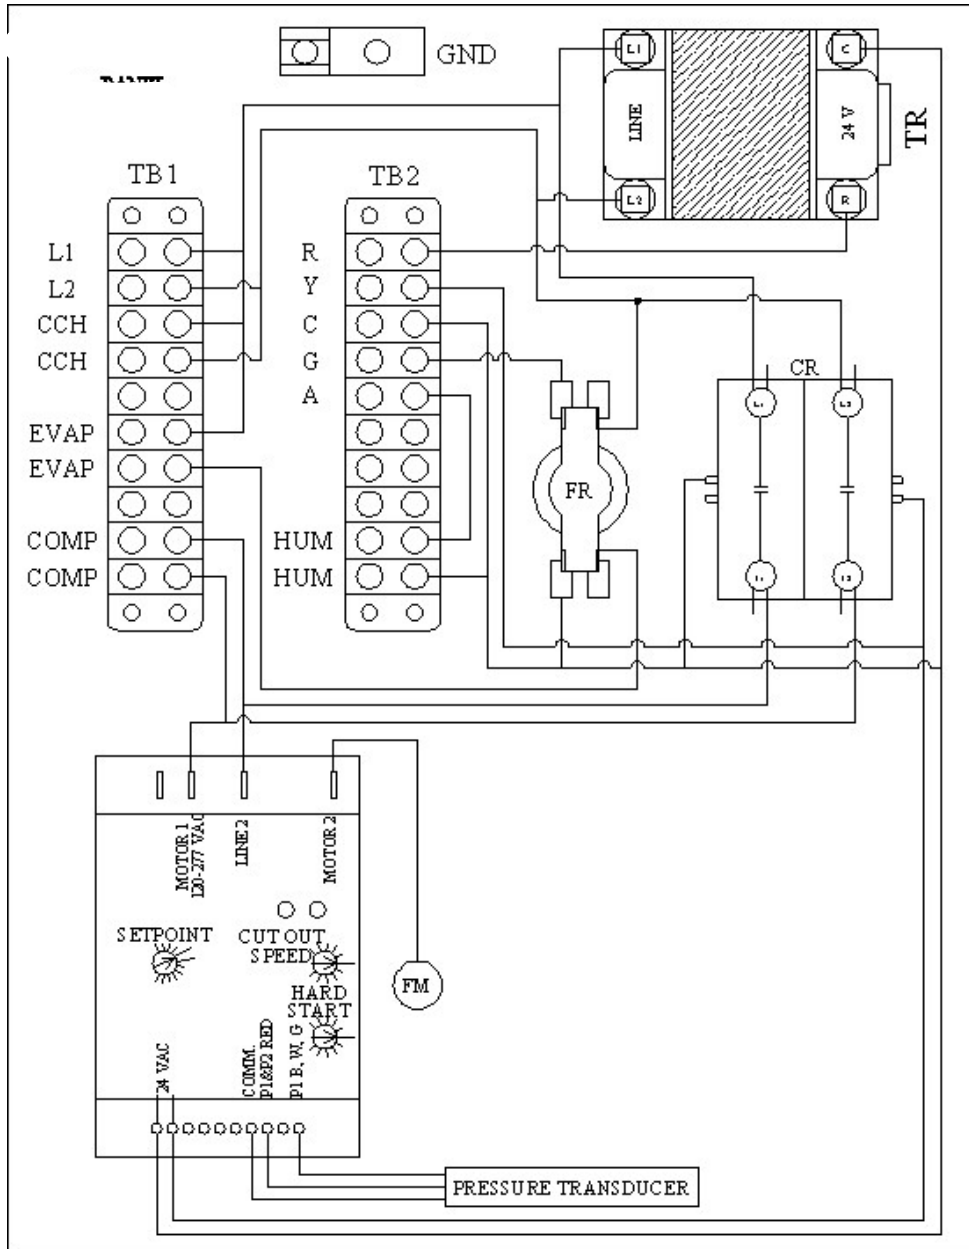 GND
L1
C
LINE
24 V
TR
L2
R
TB1
TB2
L1
L2
CCH
CCH
EVAP
EVAP
COMP
COMP
R
Y
C
G
A
HUM
HUM
FR
CR
MOTOR 1
120-277 VAC
LINE 2
MOTOR 2
SETPOINT
CUT OUT
SPEED
HARD
START
FM
24 VAC
COMM.
P1&P2 RED
P1 B, W, G
PRESSURE TRANSDUCER